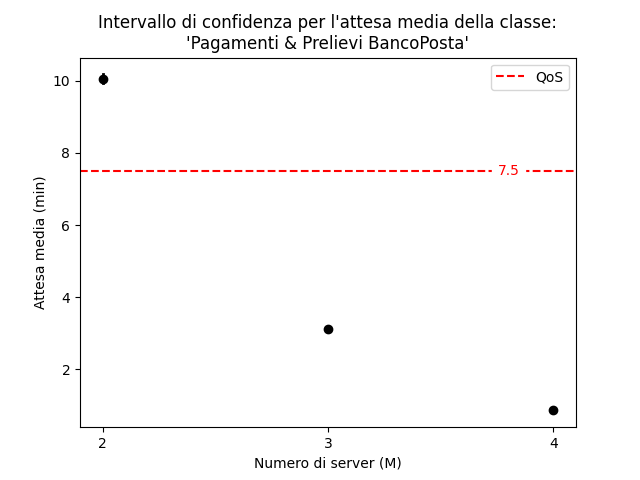 Intervallo di confidenza per l'attesa media della classe:
'Pagamenti & Prelievi BancoPosta'
QoS
7.5
Attesa media (min)
10
8
6
4
2
2 3 4
Numero di server (M)